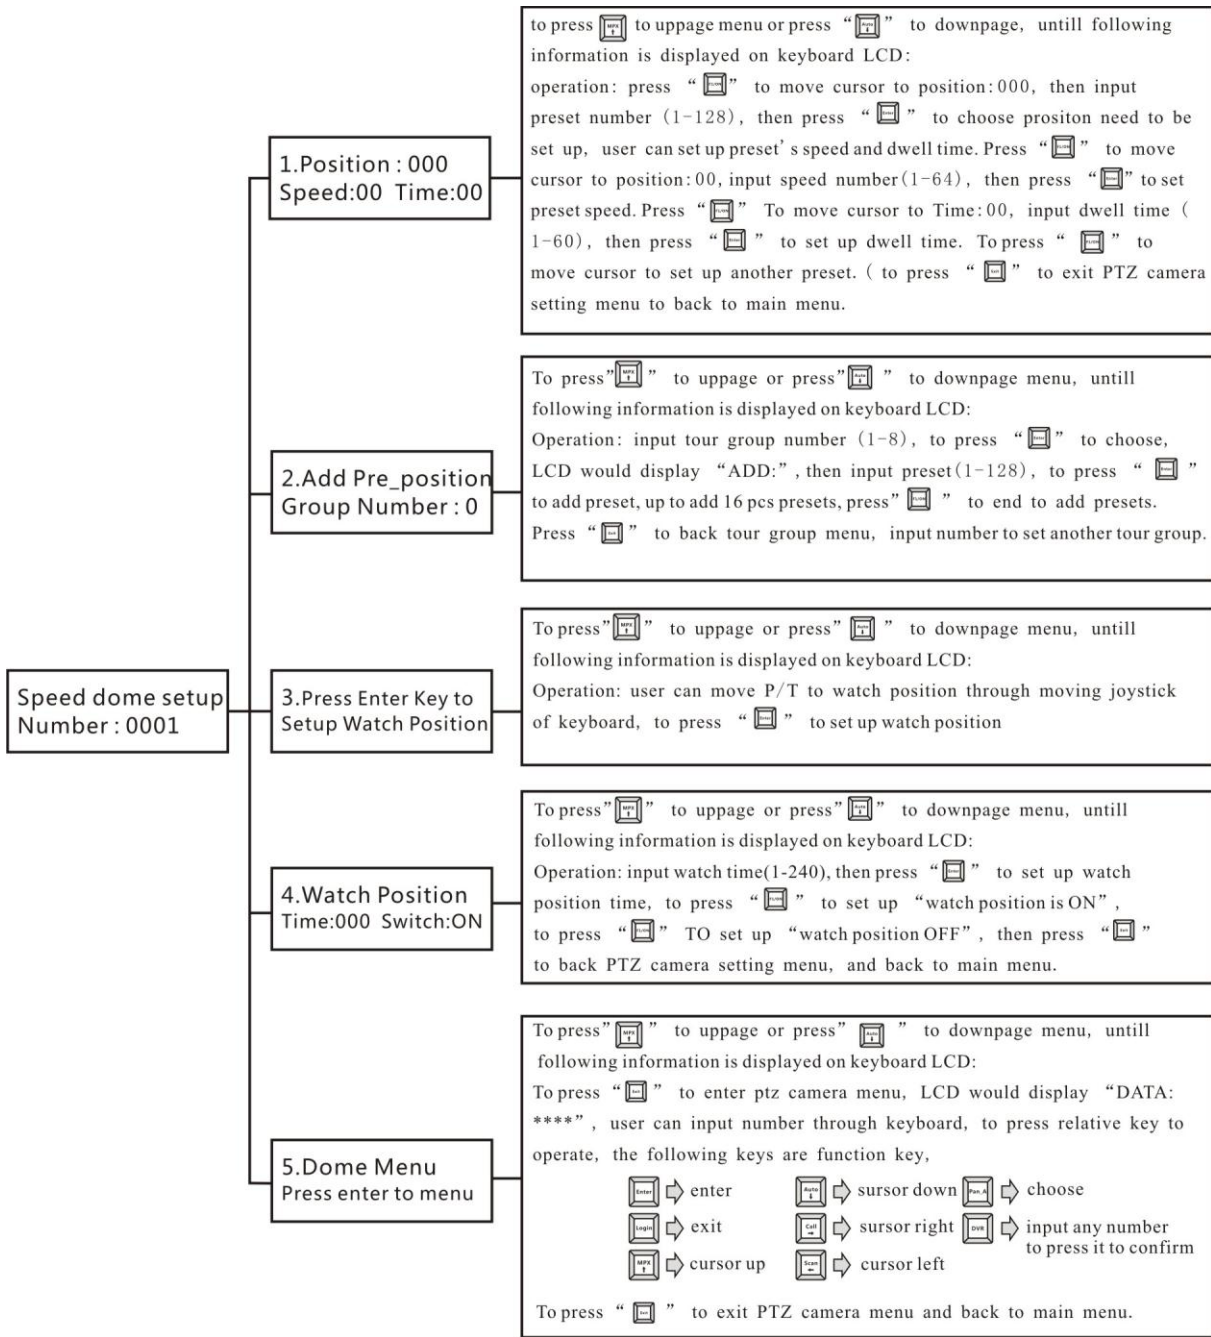 Speed dome setup
Number : 0001
1.Position : 000
Speed:00 Time:00
to press MPX to uppage menu or press “Auto” to downpage, untill following
information is displayed on keyboard LCD:
operation: press “ ” to move cursor to position:000, then input
preset number (1-128), then press “ ” to choose prositon need to be
set up, user can set up preset's speed and dwell time. Press “ ” to move
cursor to position:00, input speed number(1-64), then press “ ” to set
preset speed. Press “ ” To move cursor to Time:00, input dwell time (
1-60), then press “ ” to set up dwell time. To press “ ” to
move cursor to set up another preset. ( to press “ ” to exit PTZ camera
setting menu to back to main menu.
2.Add Pre_position
Group Number : 0
To press”MPX” to uppage or press”Auto” to downpage menu, untill
following information is displayed on keyboard LCD:
Operation: input tour group number (1-8), to press “ ” to choose,
LCD would display “ADD:”, then input preset(1-128), to press “ ”
to add preset, up to add 16 pcs presets, press” ” to end to add presets.
Press “ ” to back tour group menu, input number to set another tour group.
3.Press Enter Key to
Setup Watch Position
To press”MPX” to uppage or press”Auto” to downpage menu, untill
following information is displayed on keyboard LCD:
Operation: user can move P/T to watch position through moving joystick
of keyboard, to press “ ” to set up watch position
4.Watch Position
Time:000 Switch:ON
To press”MPX” to uppage or press”Auto” to downpage menu, untill
following information is displayed on keyboard LCD:
Operation: input watch time(1-240), then press “ ” to set up watch
position time, to press “ ” to set up “watch position is ON”,
to press “ ” TO set up “watch position OFF”, then press “ ”
to back PTZ camera setting menu, and back to main menu.
5.Dome Menu
Press enter to menu
To press”MPX” to uppage or press” Auto ” to downpage menu, untill
following information is displayed on keyboard LCD:
To press “ ” to enter ptz camera menu, LCD would display “DATA:
****”, user can input number through keyboard, to press relative key to
operate, the following keys are function key,
Enter enter Auto sursor down Pan_A choose
Login exit Call sursor right DVR input any number
to press it to confirm
MPX cursor up Scan cursor left
To press “ ” to exit PTZ camera menu and back to main menu.